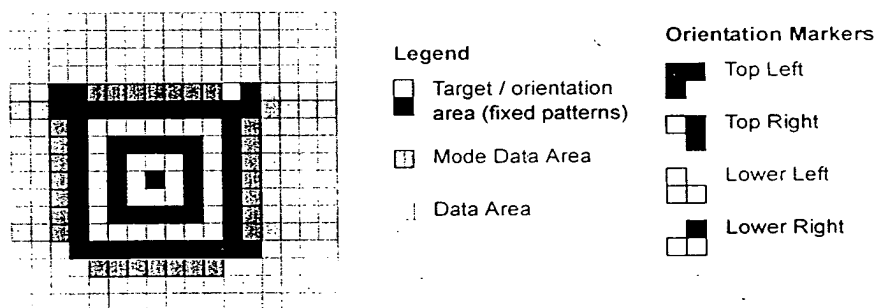 Legend
Target / orientation
area (fixed patterns)
Mode Data Area
Data Area
Orientation Markers
Top Left
Top Right
Lower Left
Lower Right